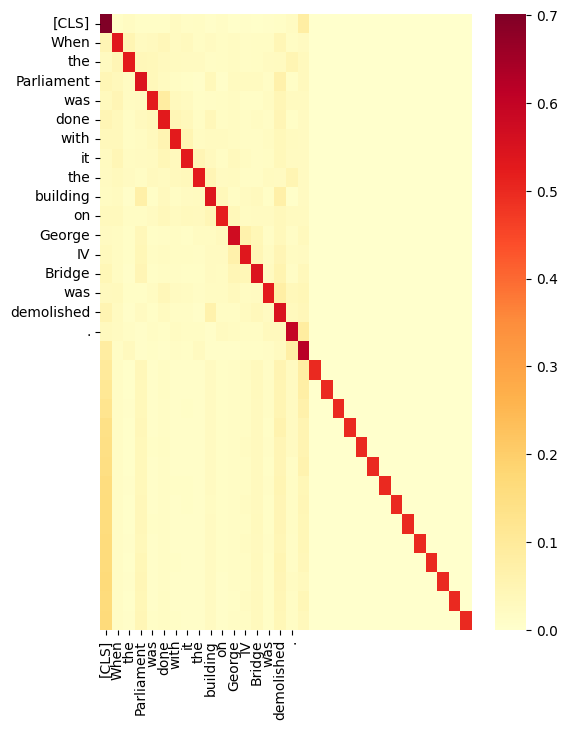 [CLS]
When
the
Parliament
was
done
with
it
the
building
on
George
IV
Bridge
was
demolished
.
0.7
0.6
0.5
0.4
0.3
0.2
0.1
0.0
[CLS]
When
the
Parliament
was
done
with
it
the
building
on
George
IV
Bridge
was
demolished
.